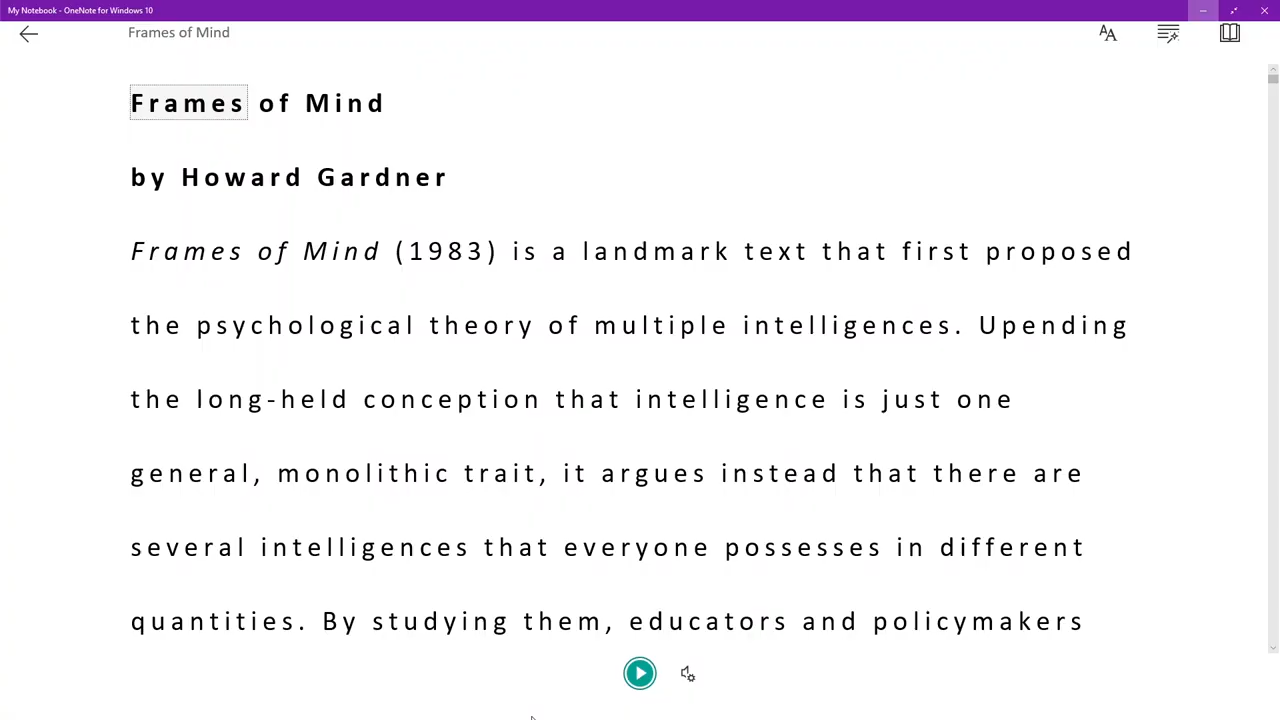 My Notebook - OneNote for Windows 10
Frames of Mind
AA
Frames of Mind
by Howard Gardner
Frames of Mind (1983) is a landmark text that first proposed
the psychological theory of multiple intelligences. Upending
the long-held conception that intelligence is just one
general, monolithic trait, it argues instead that there are
several intelligences that everyone possesses in different
quantities. By studying them, educators and policymakers